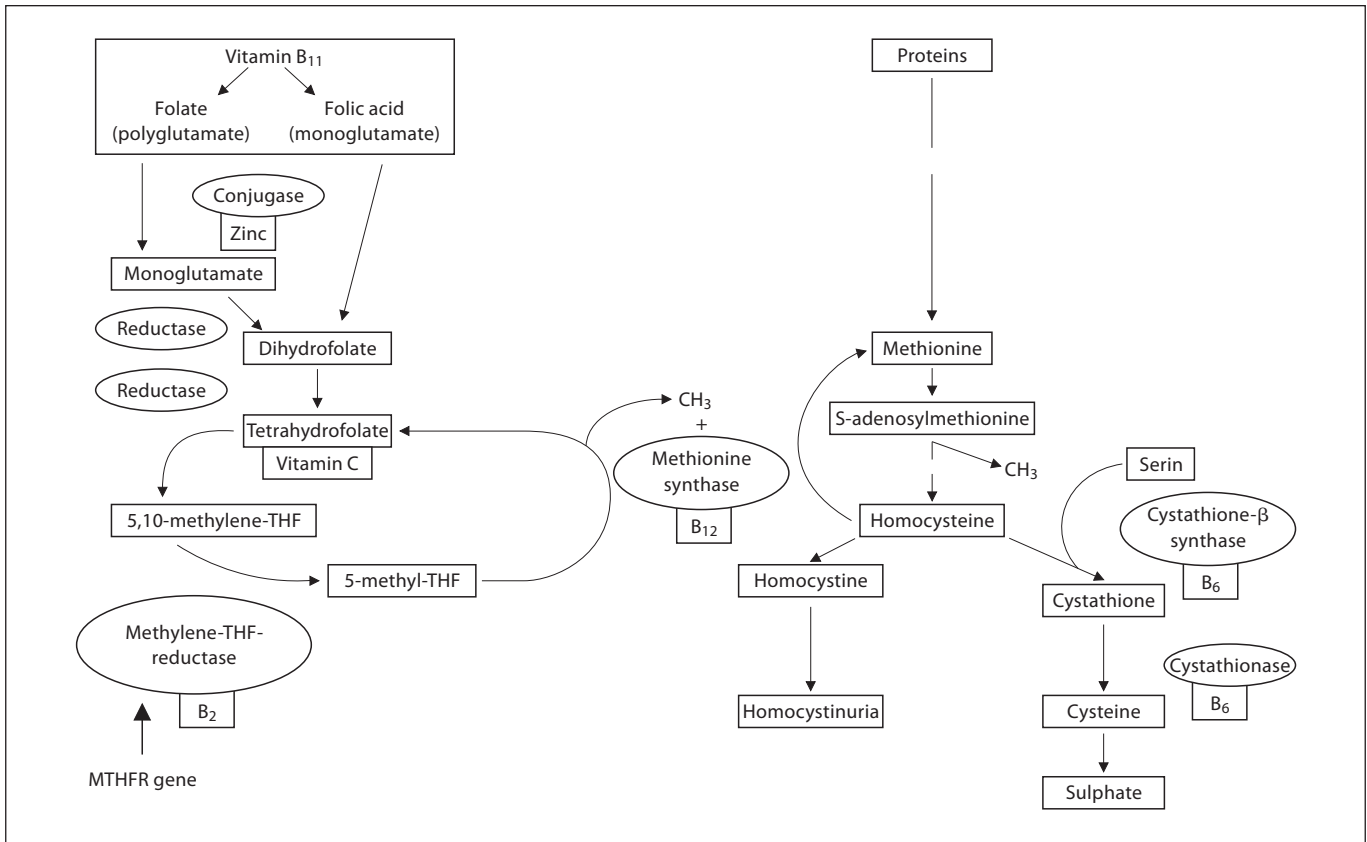 Vitamin B₁₁
Folate
(polyglutamate)
Folic acid
(monoglutamate)
Conjugase
Zinc
Monoglutamate
Reductase
Dihydrofolate
Reductase
Tetrahydrofolate
Vitamin C
5,10-methylene-THF
5-methyl-THF
Methylene-THF-
reductase
B₂
MTHFR gene
CH₃
+
Methionine
synthase
B₁₂
Proteins
Methionine
S-adenosylmethionine
CH₃
Homocysteine
Homocystine
Homocystinuria
Serin
Cystathione-β
synthase
B₆
Cystathione
Cystathionase
B₆
Cysteine
Sulphate